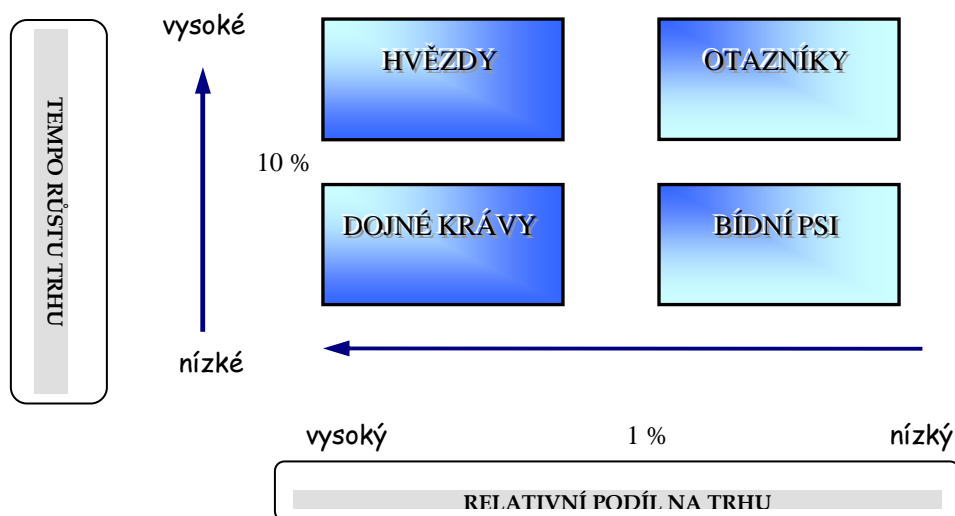 vysoké
HVĚZDY
OTAZNÍKY
TEMPO RŮSTU TRHU
10 %
DOJNÉ KRÁVY
BÍDNÍ PSI
nízké
vysoký
1 %
nízký
RELATIVNÍ PODÍL NA TRHU